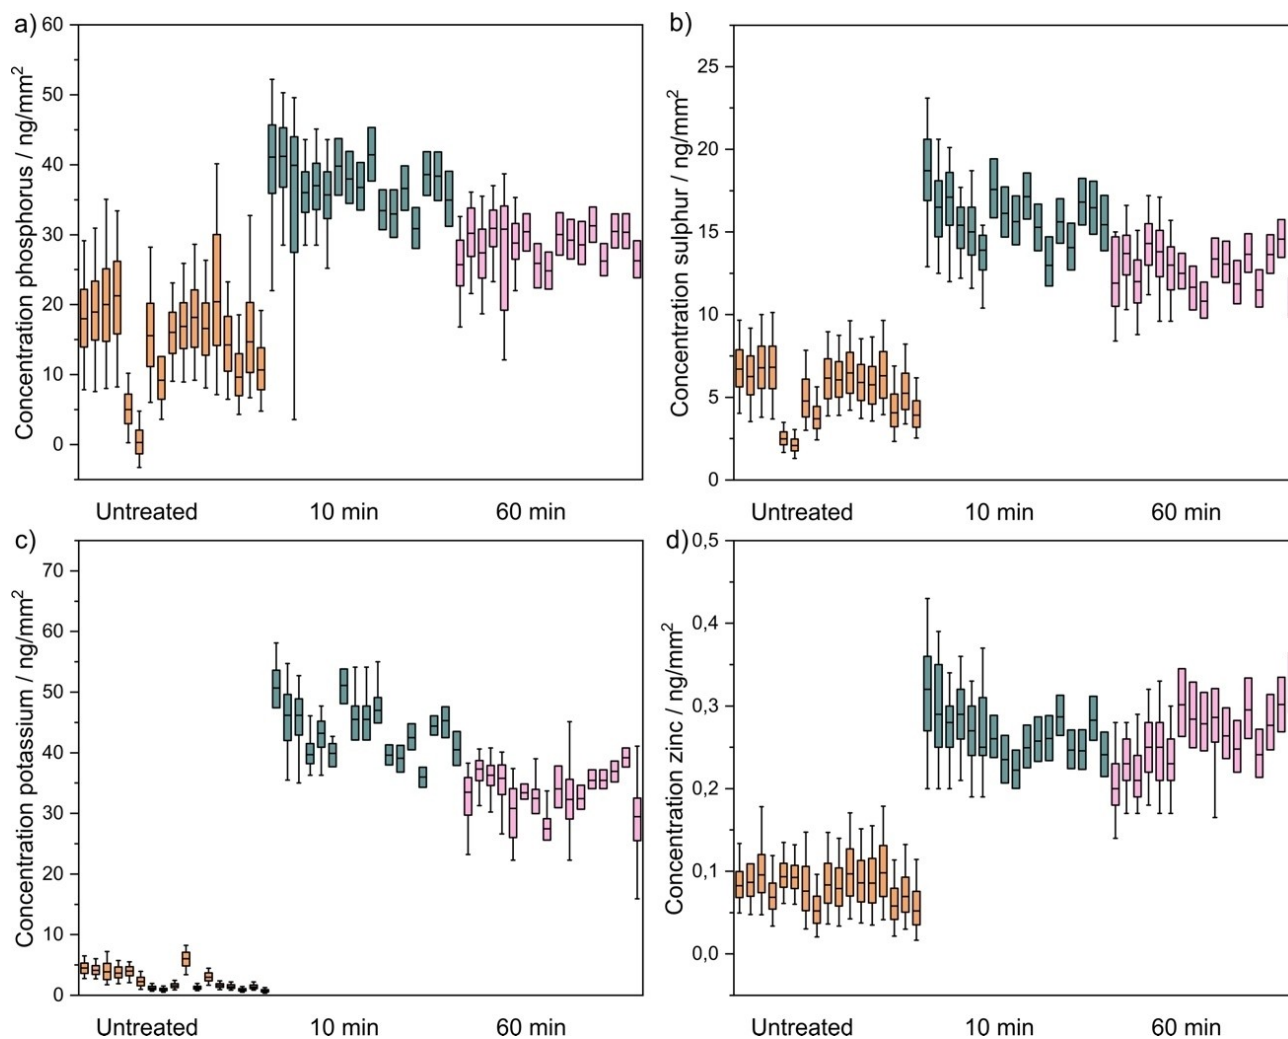 a)
Concentration phosphorus / ng/mm²
60
50
40
30
20
10
0
Untreated 10 min 60 min
b)
Concentration sulphur / ng/mm²
25
20
15
10
5
0
Untreated 10 min 60 min
c)
Concentration potassium / ng/mm²
70
60
50
40
30
20
10
0
Untreated 10 min 60 min
d)
Concentration zinc / ng/mm²
0,5
0,4
0,3
0,2
0,1
0,0
Untreated 10 min 60 min